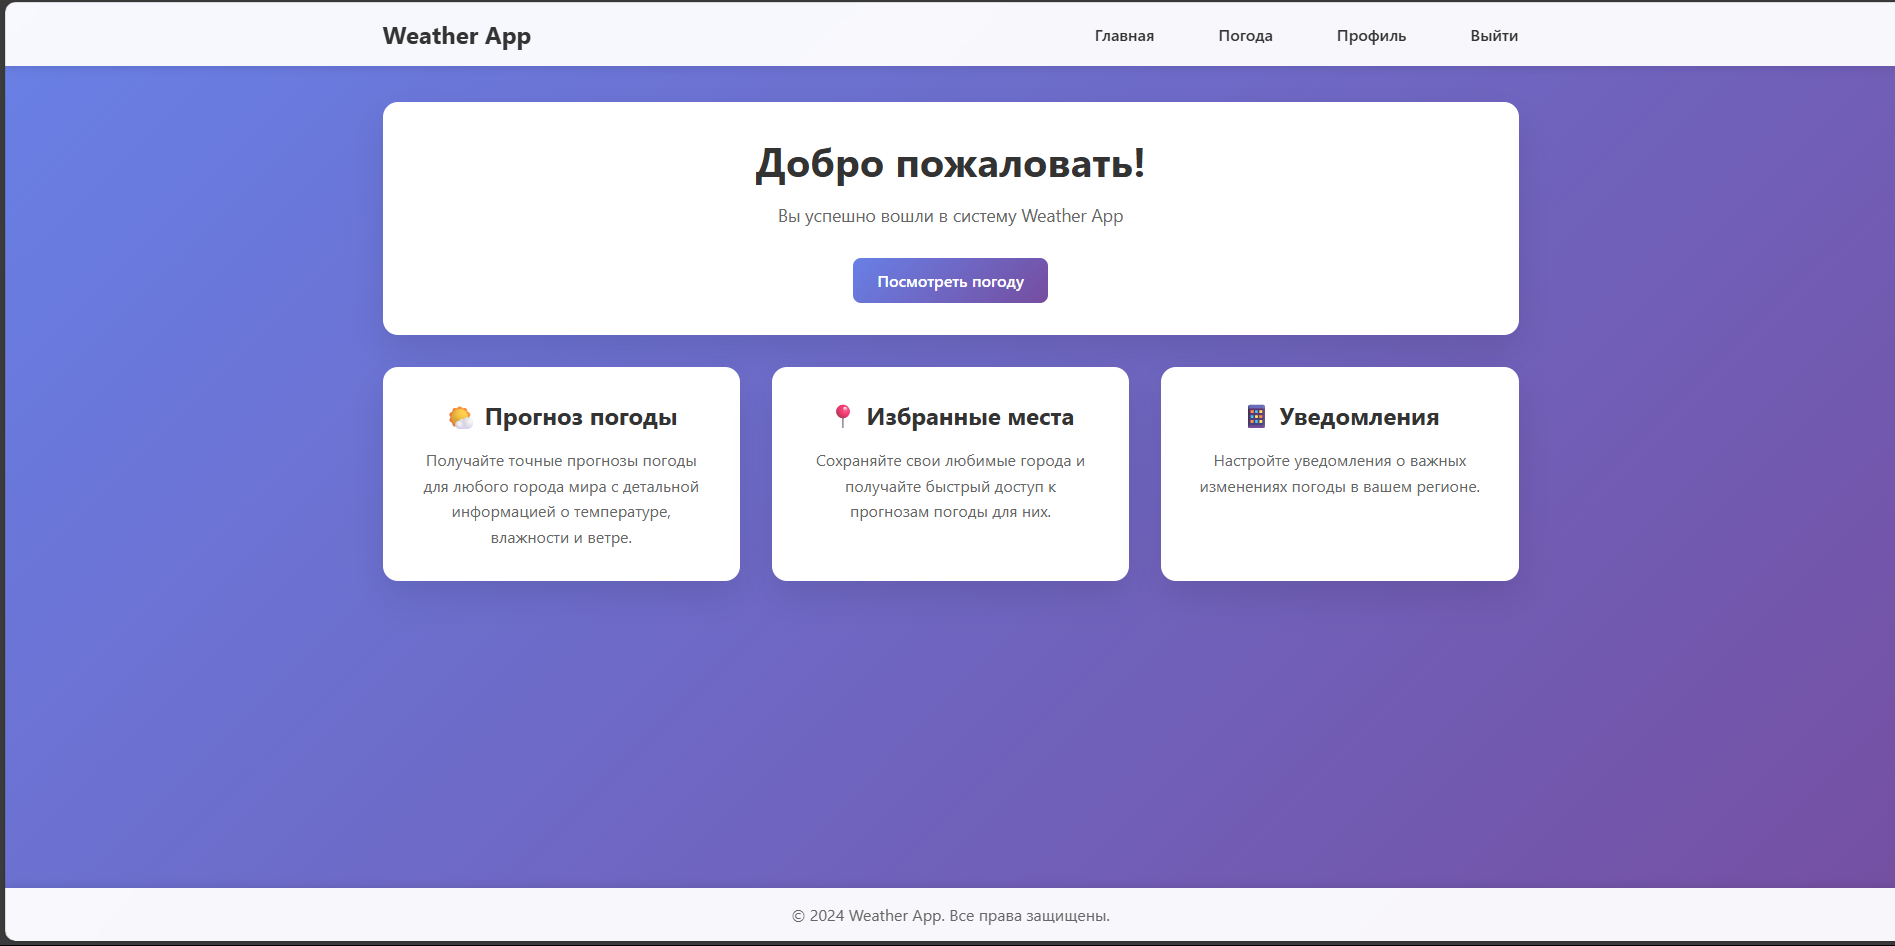 Weather App
Главная
Погода
Профиль
Выйти
Добро пожаловать!
Вы успешно вошли в систему Weather App
Посмотреть погоду
Прогноз погоды
Получайте точные прогнозы погоды
для любого города мира с детальной
информацией о температуре,
влажности и ветре.
Избранные места
Сохраняйте свои любимые города и
получайте быстрый доступ к
прогнозам погоды для них.
Уведомления
Настройте уведомления о важных
изменениях погоды в вашем регионе.
© 2024 Weather App. Все права защищены.